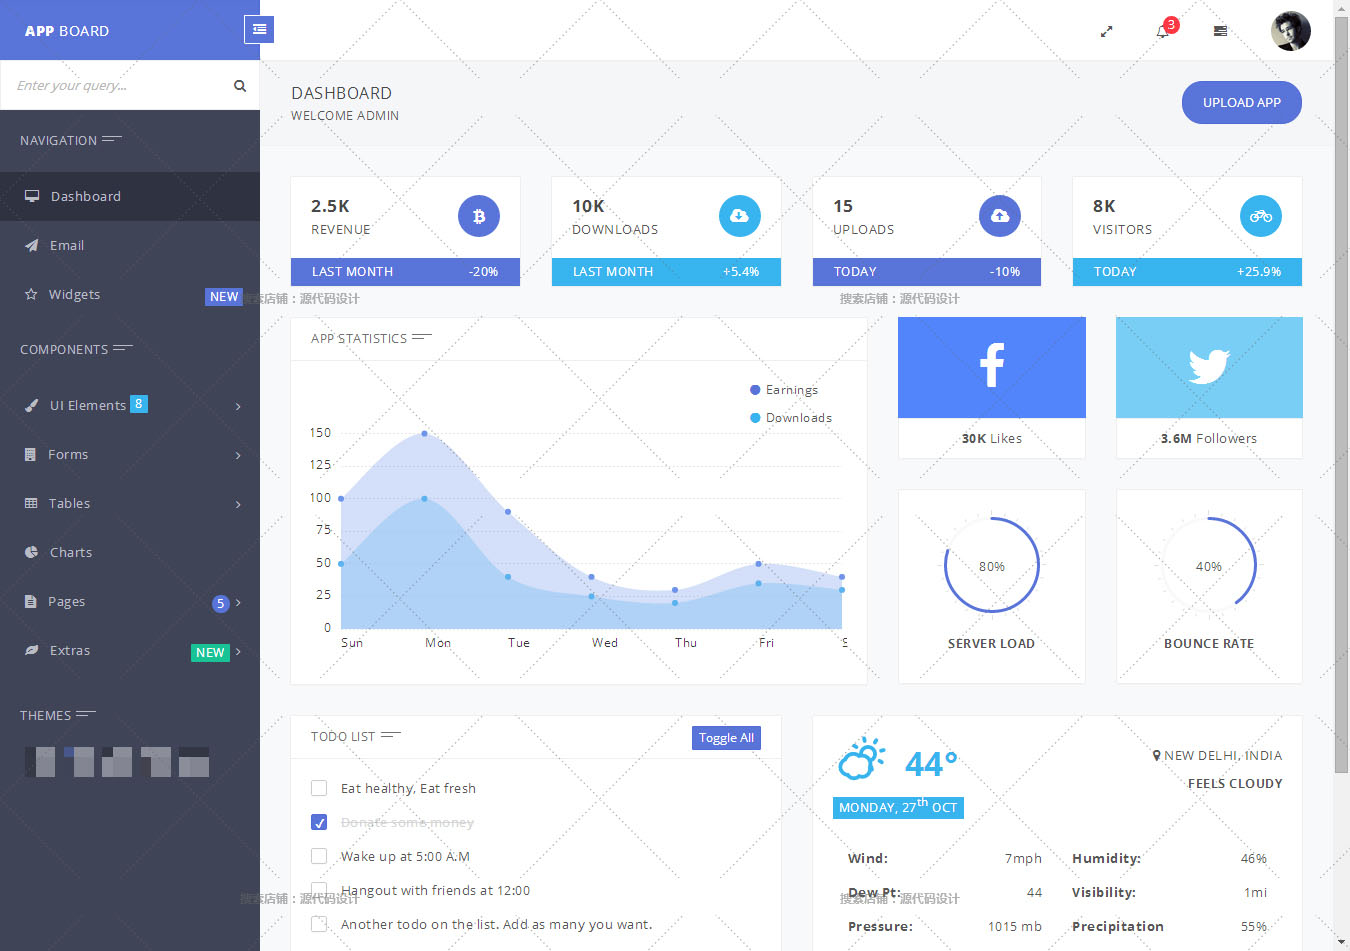 APP BOARD
3
Enter your query...
DASHBOARD
WELCOME ADMIN
UPLOAD APP
NAVIGATION
Dashboard
Email
Widgets NEW
COMPONENTS
UI Elements 8
Forms
Tables
Charts
Pages 5
Extras NEW
THEMES
2.5K
REVENUE
LAST MONTH -20%
10K
DOWNLOADS
LAST MONTH +5.4%
15
UPLOADS
TODAY -10%
8K
VISITORS
TODAY +25.9%
搜索店铺：源代码设计
搜索店铺：源代码设计
APP STATISTICS
Earnings
Downloads
150
125
100
75
50
25
0
Sun Mon Tue Wed Thu Fri S
30K Likes
3.6M Followers
80%
SERVER LOAD
40%
BOUNCE RATE
TODO LIST
Toggle All
Eat healthy, Eat fresh
Donate some money
Wake up at 5:00 A.M
Hangout with friends at 12:00
Another todo on the list. Add as many you want.
44°
NEW DELHI, INDIA
FEELS CLOUDY
MONDAY, 27th OCT
Wind: 7mph Humidity: 46%
Dew Pt: 44 Visibility: 1mi
Pressure: 1015 mb Precipitation 55%
搜索店铺：源代码设计
搜索店铺：源代码设计